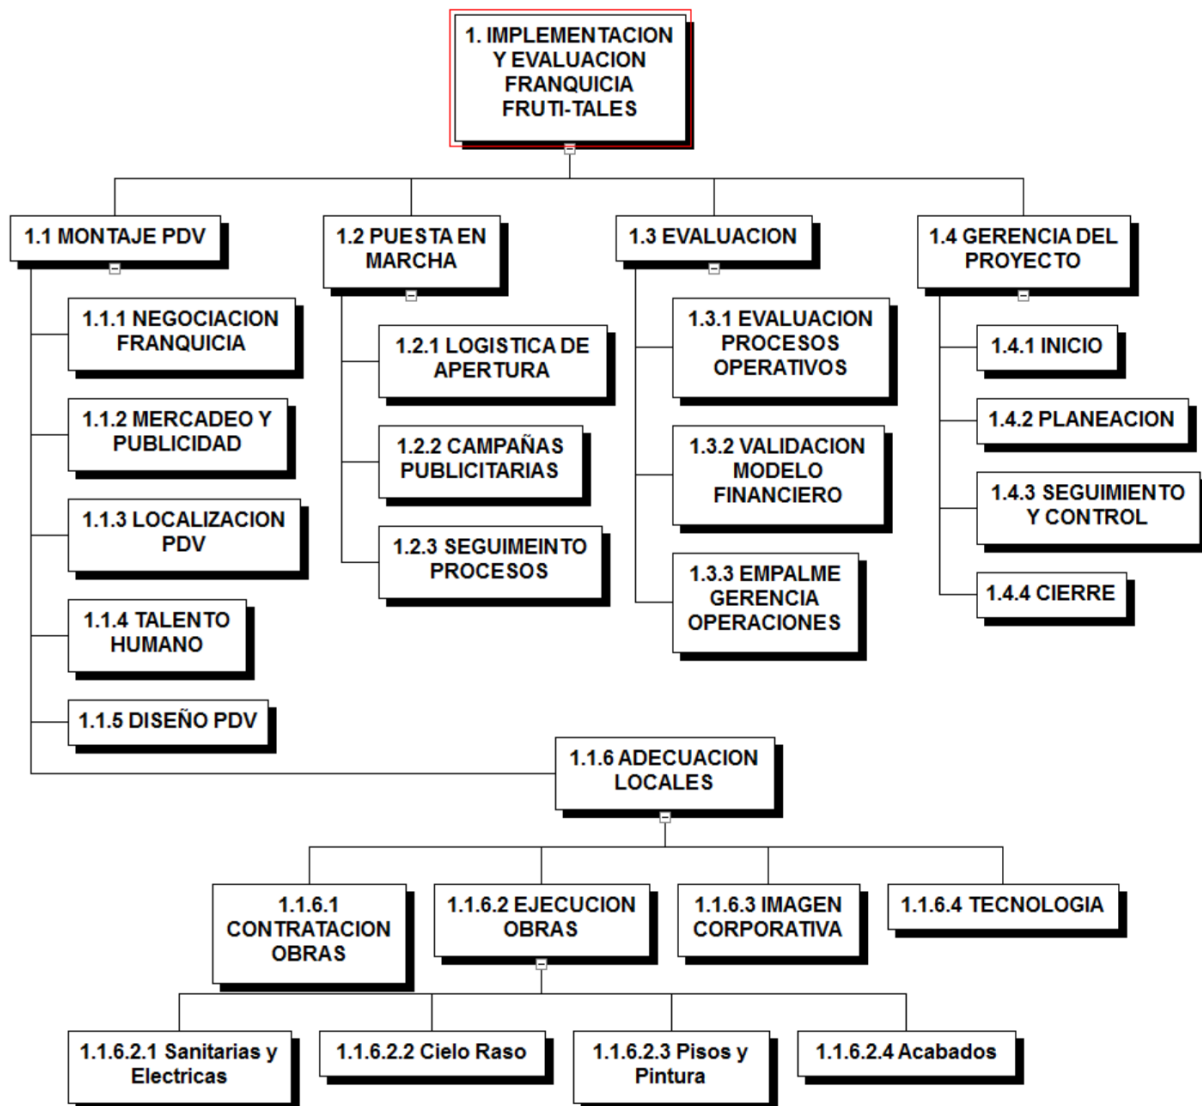 1. IMPLEMENTACION
Y EVALUACION
FRANQUICIA
FRUTI-TALES
1.1 MONTAJE PDV
1.1.1 NEGOCIACION
FRANQUICIA
1.1.2 MERCADEO Y
PUBLICIDAD
1.1.3 LOCALIZACION
PDV
1.1.4 TALENTO
HUMANO
1.1.5 DISEÑO PDV
1.2 PUESTA EN
MARCHA
1.2.1 LOGISTICA DE
APERTURA
1.2.2 CAMPAÑAS
PUBLICITARIAS
1.2.3 SEGUIMEINTO
PROCESOS
1.3 EVALUACION
1.3.1 EVALUACION
PROCESOS
OPERATIVOS
1.3.2 VALIDACION
MODELO
FINANCIERO
1.3.3 EMPALME
GERENCIA
OPERACIONES
1.4 GERENCIA DEL
PROYECTO
1.4.1 INICIO
1.4.2 PLANEACION
1.4.3 SEGUIMIENTO
Y CONTROL
1.4.4 CIERRE
1.1.6 ADECUACION
LOCALES
1.1.6.1
CONTRATACION
OBRAS
1.1.6.2 EJECUCION
OBRAS
1.1.6.3 IMAGEN
CORPORATIVA
1.1.6.4 TECNOLOGIA
1.1.6.2.1 Sanitarias y
Electricas
1.1.6.2.2 Cielo Raso
1.1.6.2.3 Pisos y
Pintura
1.1.6.2.4 Acabados